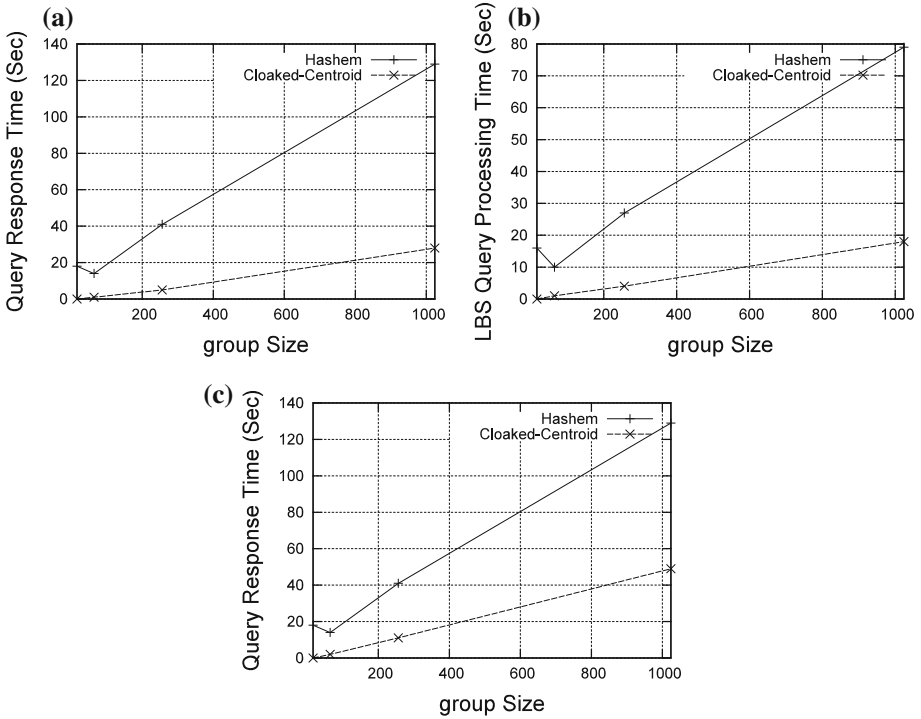 (a)
Query Response Time (Sec)
140
120
100
80
60
40
20
0
200
400
600
800
1000
group Size
Hashem
Cloaked-Centroid
(b)
LBS Query Processing Time (Sec)
80
70
60
50
40
30
20
10
0
200
400
600
800
1000
group Size
Hashem
Cloaked-Centroid
(c)
Query Response Time (Sec)
140
120
100
80
60
40
20
0
200
400
600
800
1000
group Size
Hashem
Cloaked-Centroid